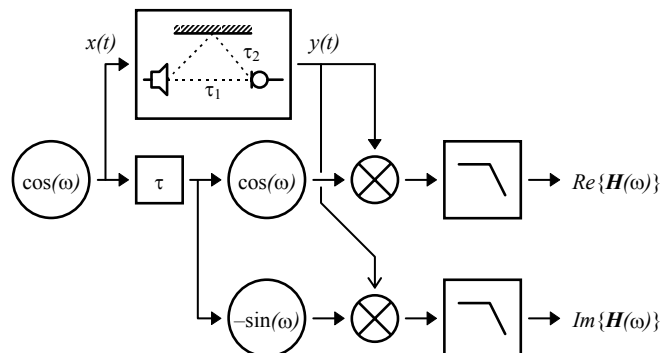 x(t)
y(t)
τ₂
τ₁
cos(ω)
τ
cos(ω)
Re{H(ω)}
–sin(ω)
Im{H(ω)}